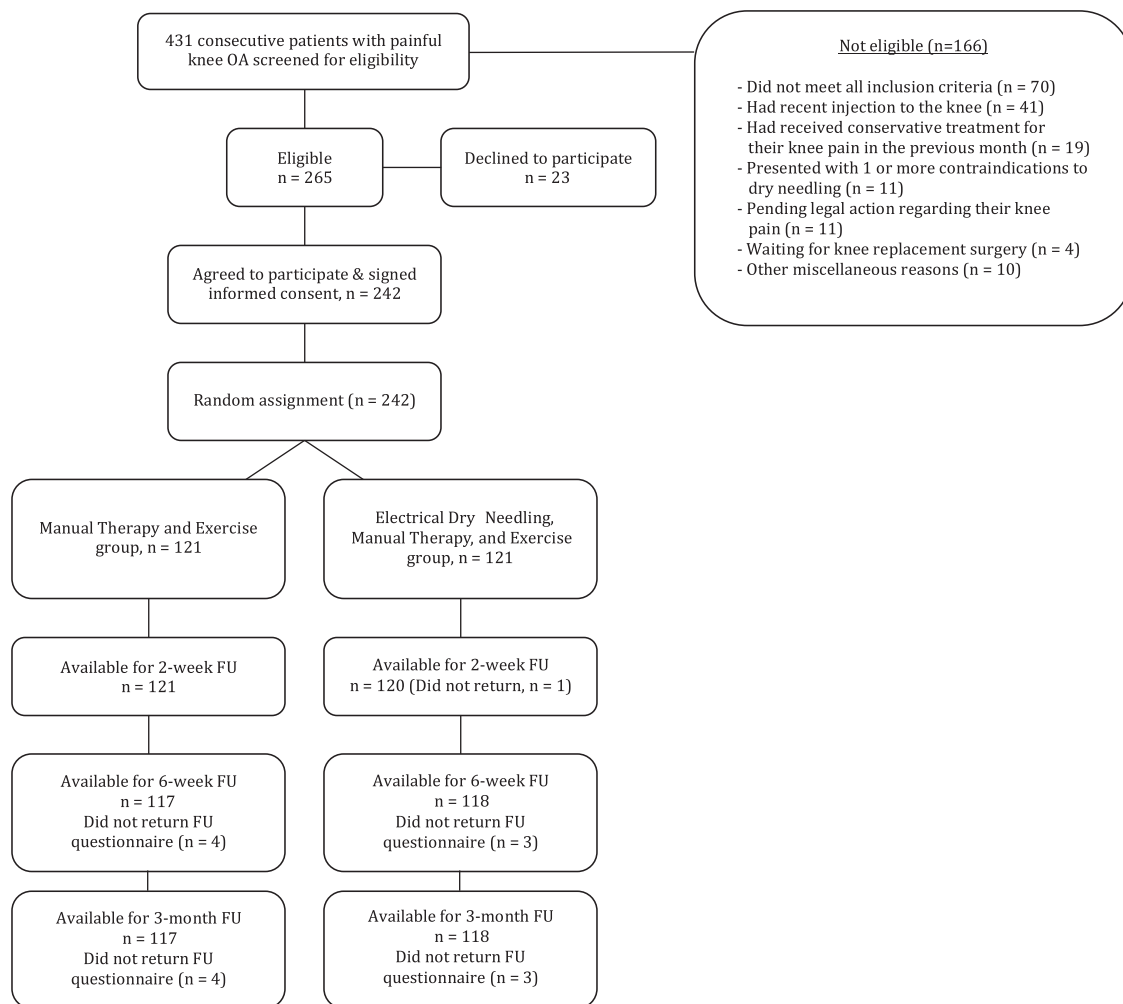 431 consecutive patients with painful
knee OA screened for eligibility
Not eligible (n=166)
- Did not meet all inclusion criteria (n = 70)
- Had recent injection to the knee (n = 41)
- Had received conservative treatment for
their knee pain in the previous month (n = 19)
- Presented with 1 or more contraindications to
dry needling (n = 11)
- Pending legal action regarding their knee
pain (n = 11)
- Waiting for knee replacement surgery (n = 4)
- Other miscellaneous reasons (n = 10)
Eligible
n = 265
Declined to participate
n = 23
Agreed to participate & signed
informed consent, n = 242
Random assignment (n = 242)
Manual Therapy and Exercise
group, n = 121
Electrical Dry Needling,
Manual Therapy, and Exercise
group, n = 121
Available for 2-week FU
n = 121
Available for 2-week FU
n = 120 (Did not return, n = 1)
Available for 6-week FU
n = 117
Did not return FU
questionnaire (n = 4)
Available for 6-week FU
n = 118
Did not return FU
questionnaire (n = 3)
Available for 3-month FU
n = 117
Did not return FU
questionnaire (n = 4)
Available for 3-month FU
n = 118
Did not return FU
questionnaire (n = 3)